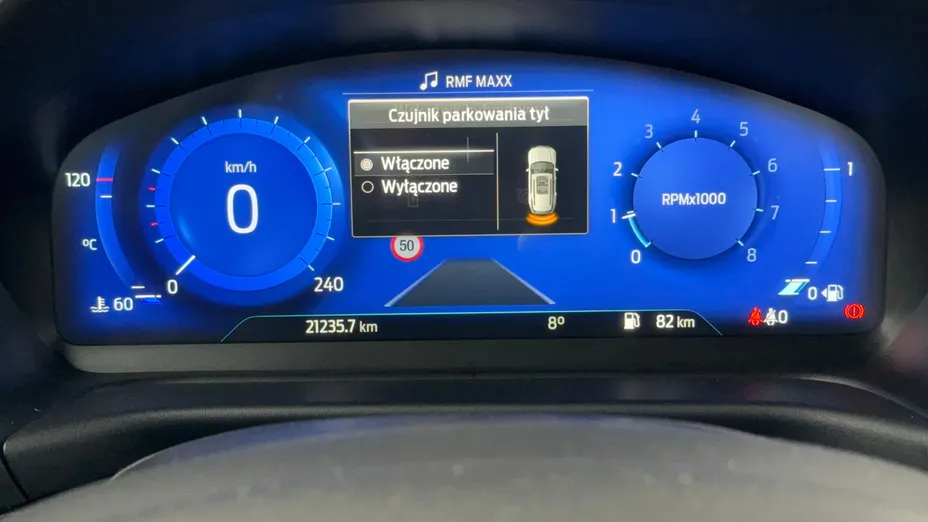 RMF MAXX
Czujnik parkowania tyt
Włączone
Wyłączone
km/h
0
120
°C
60
0
240
50
RPMx1000
0
1
2
3
4
5
6
7
8
1
0
21235.7 km
8°
82 km
0